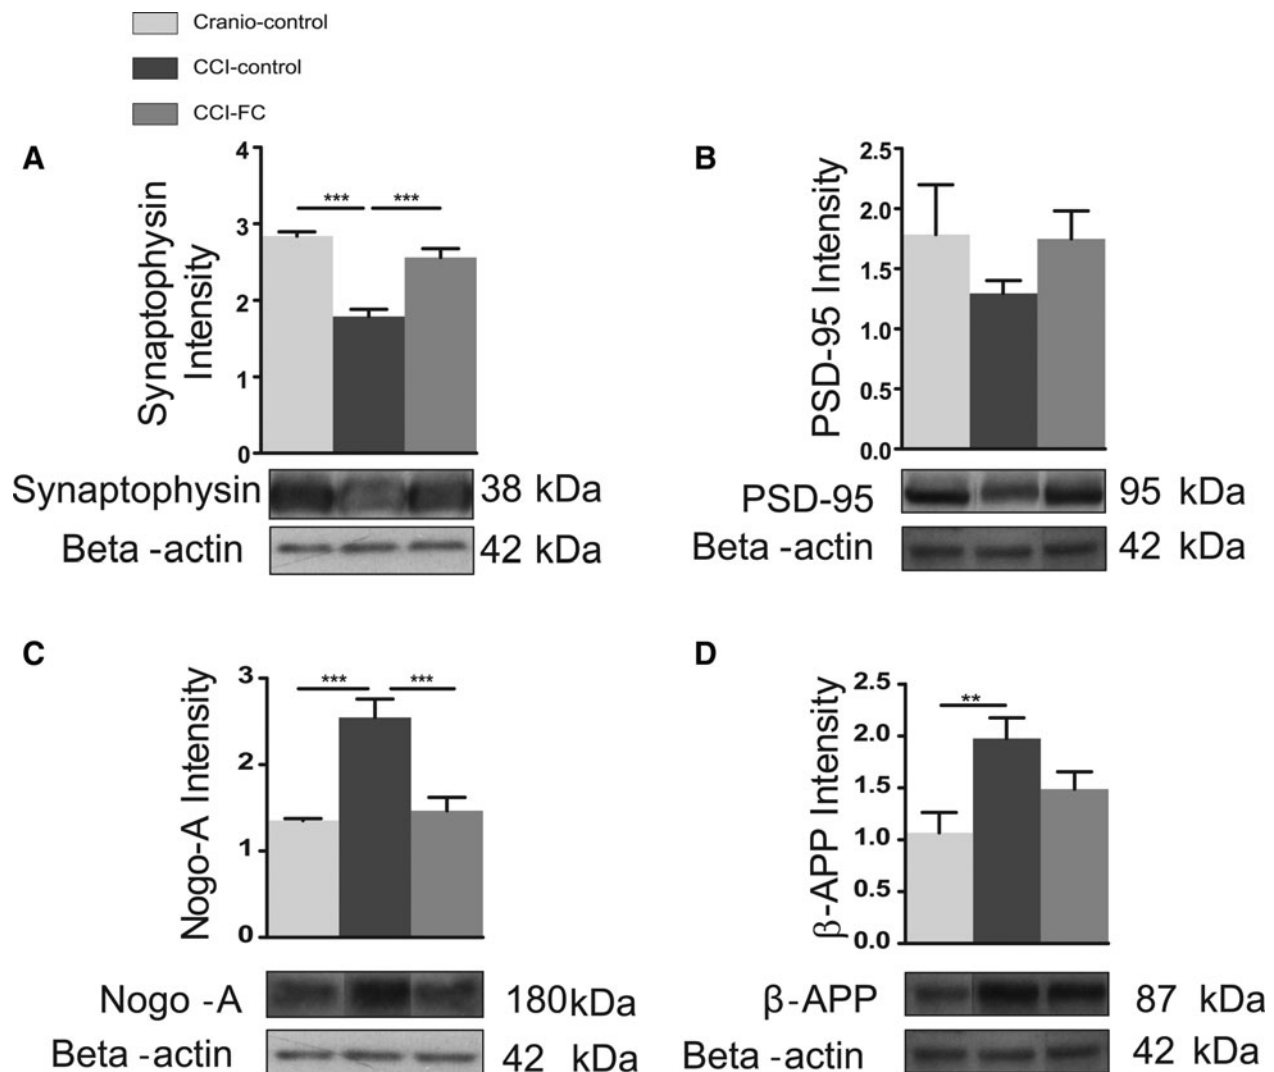 Cranio-control
CCI-control
CCI-FC
A
Synaptophysin
Intensity
4
3
2
1
0
*** ***
Synaptophysin 38 kDa
Beta -actin 42 kDa
B
PSD-95 Intensity
2.5
2.0
1.5
1.0
0.5
0.0
PSD-95 95 kDa
Beta -actin 42 kDa
C
Nogo-A Intensity
3
2
1
0
*** ***
Nogo -A 180kDa
Beta -actin 42 kDa
D
β-APP Intensity
2.5
2.0
1.5
1.0
0.5
0.0
**
β-APP 87 kDa
Beta -actin 42 kDa